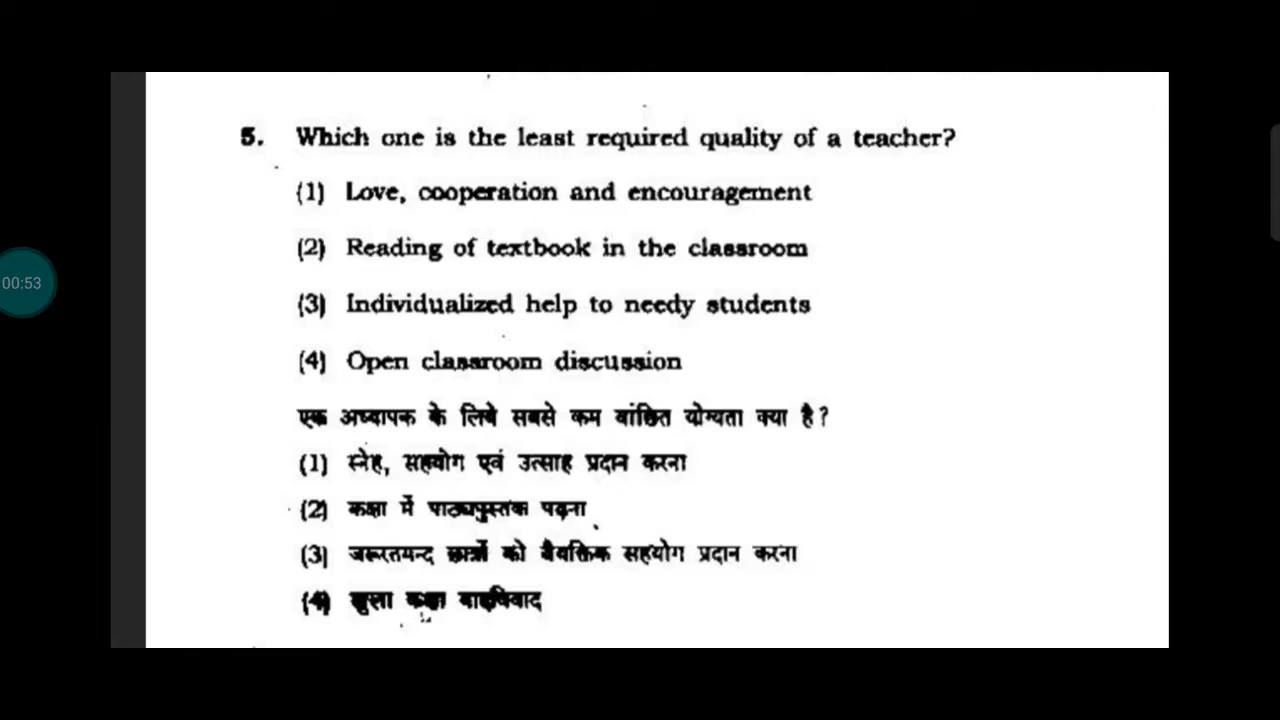 5. Which one is the least required quality of a teacher?
(1) Love, cooperation and encouragement
(2) Reading of textbook in the classroom
(3) Individualized help to needy students
(4) Open classroom discussion
एक अध्यापक के लिये सबसे कम वांछित योग्यता क्या है?
(1) स्नेह, सहयोग एवं उत्साह प्रदान करना
(2) कक्षा में पाठ्यपुस्तक पढ़ना
(3) जरूरतमन्द छात्रों को वैयक्तिक सहयोग प्रदान करना
(4) खुला कक्षा वादविवाद
00:53